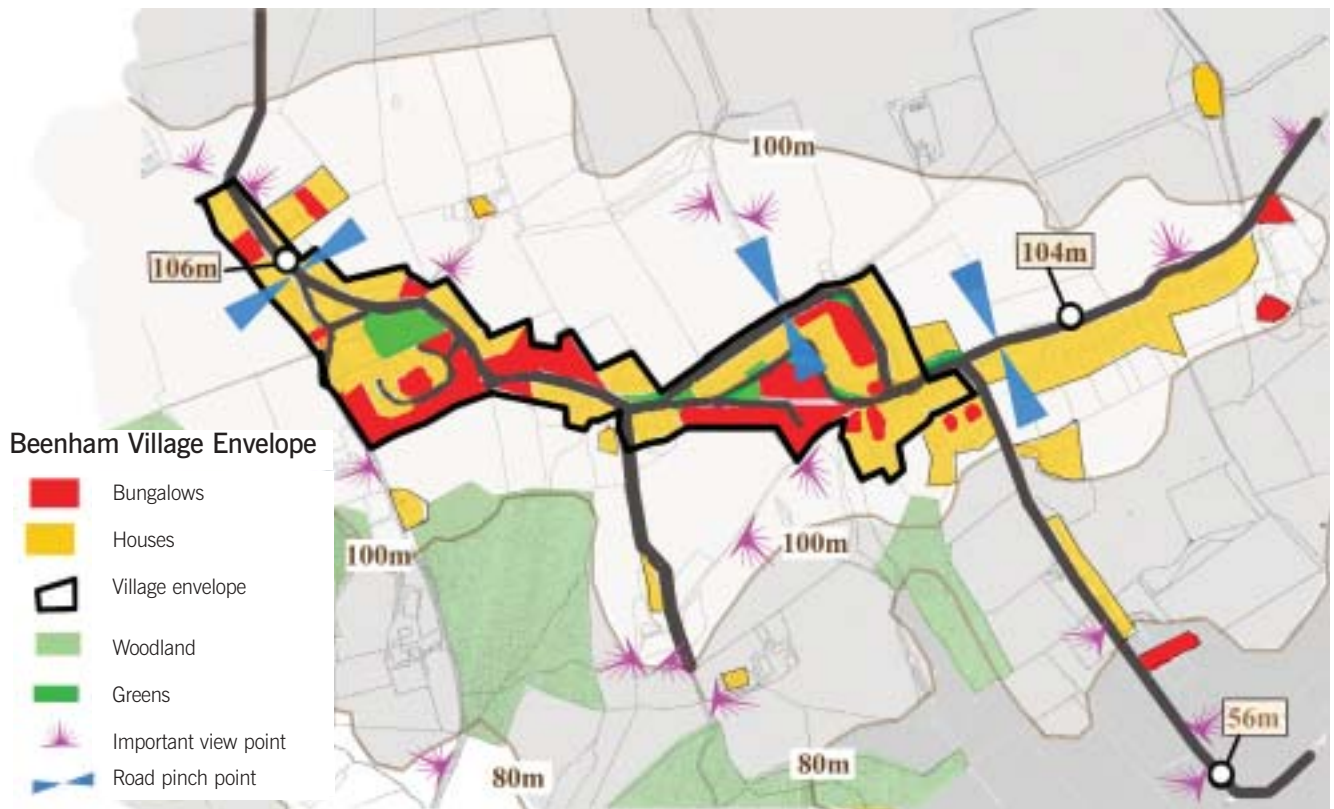 100m
106m
104m
Beenham Village Envelope
Bungalows
Houses
Village envelope
Woodland
Greens
Important view point
Road pinch point
100m
100m
56m
80m
80m